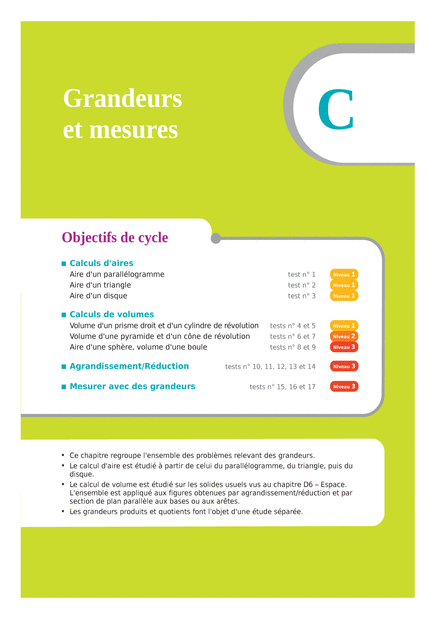 Grandeurs
et mesures
C
Objectifs de cycle
■ Calculs d'aires
Aire d'un parallélogramme test n° 1 Niveau 1
Aire d'un triangle test n° 2 Niveau 1
Aire d'un disque test n° 3 Niveau 1
■ Calculs de volumes
Volume d'un prisme droit et d'un cylindre de révolution tests n° 4 et 5 Niveau 1
Volume d'une pyramide et d'un cône de révolution tests n° 6 et 7 Niveau 2
Aire d'une sphère, volume d'une boule tests n° 8 et 9 Niveau 3
■ Agrandissement/Réduction tests n° 10, 11, 12, 13 et 14 Niveau 3
■ Mesurer avec des grandeurs tests n° 15, 16 et 17 Niveau 3
• Ce chapitre regroupe l'ensemble des problèmes relevant des grandeurs.
• Le calcul d'aire est étudié à partir de celui du parallélogramme, du triangle, puis du
disque.
• Le calcul de volume est étudié sur les solides usuels vus au chapitre D6 – Espace.
L'ensemble est appliqué aux figures obtenues par agrandissement/réduction et par
section de plan parallèle aux bases ou aux arêtes.
• Les grandeurs produits et quotients font l'objet d'une étude séparée.